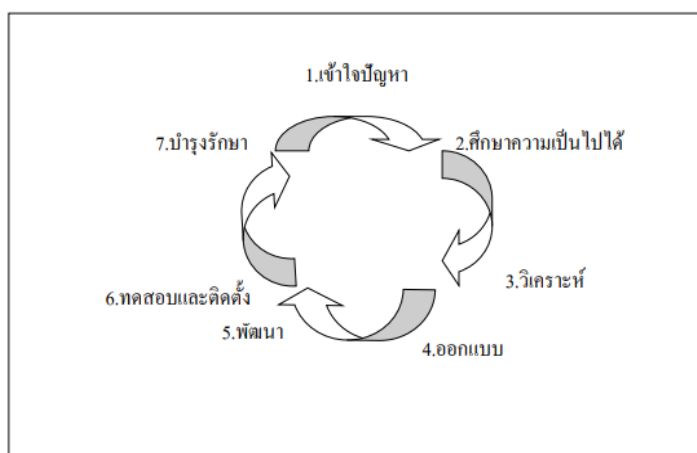 1.เข้าใจปัญหา
2.ศึกษาความเป็นไปได้
3.วิเคราะห์
4.ออกแบบ
5.พัฒนา
6.ทดสอบและติดตั้ง
7.บำรุงรักษา